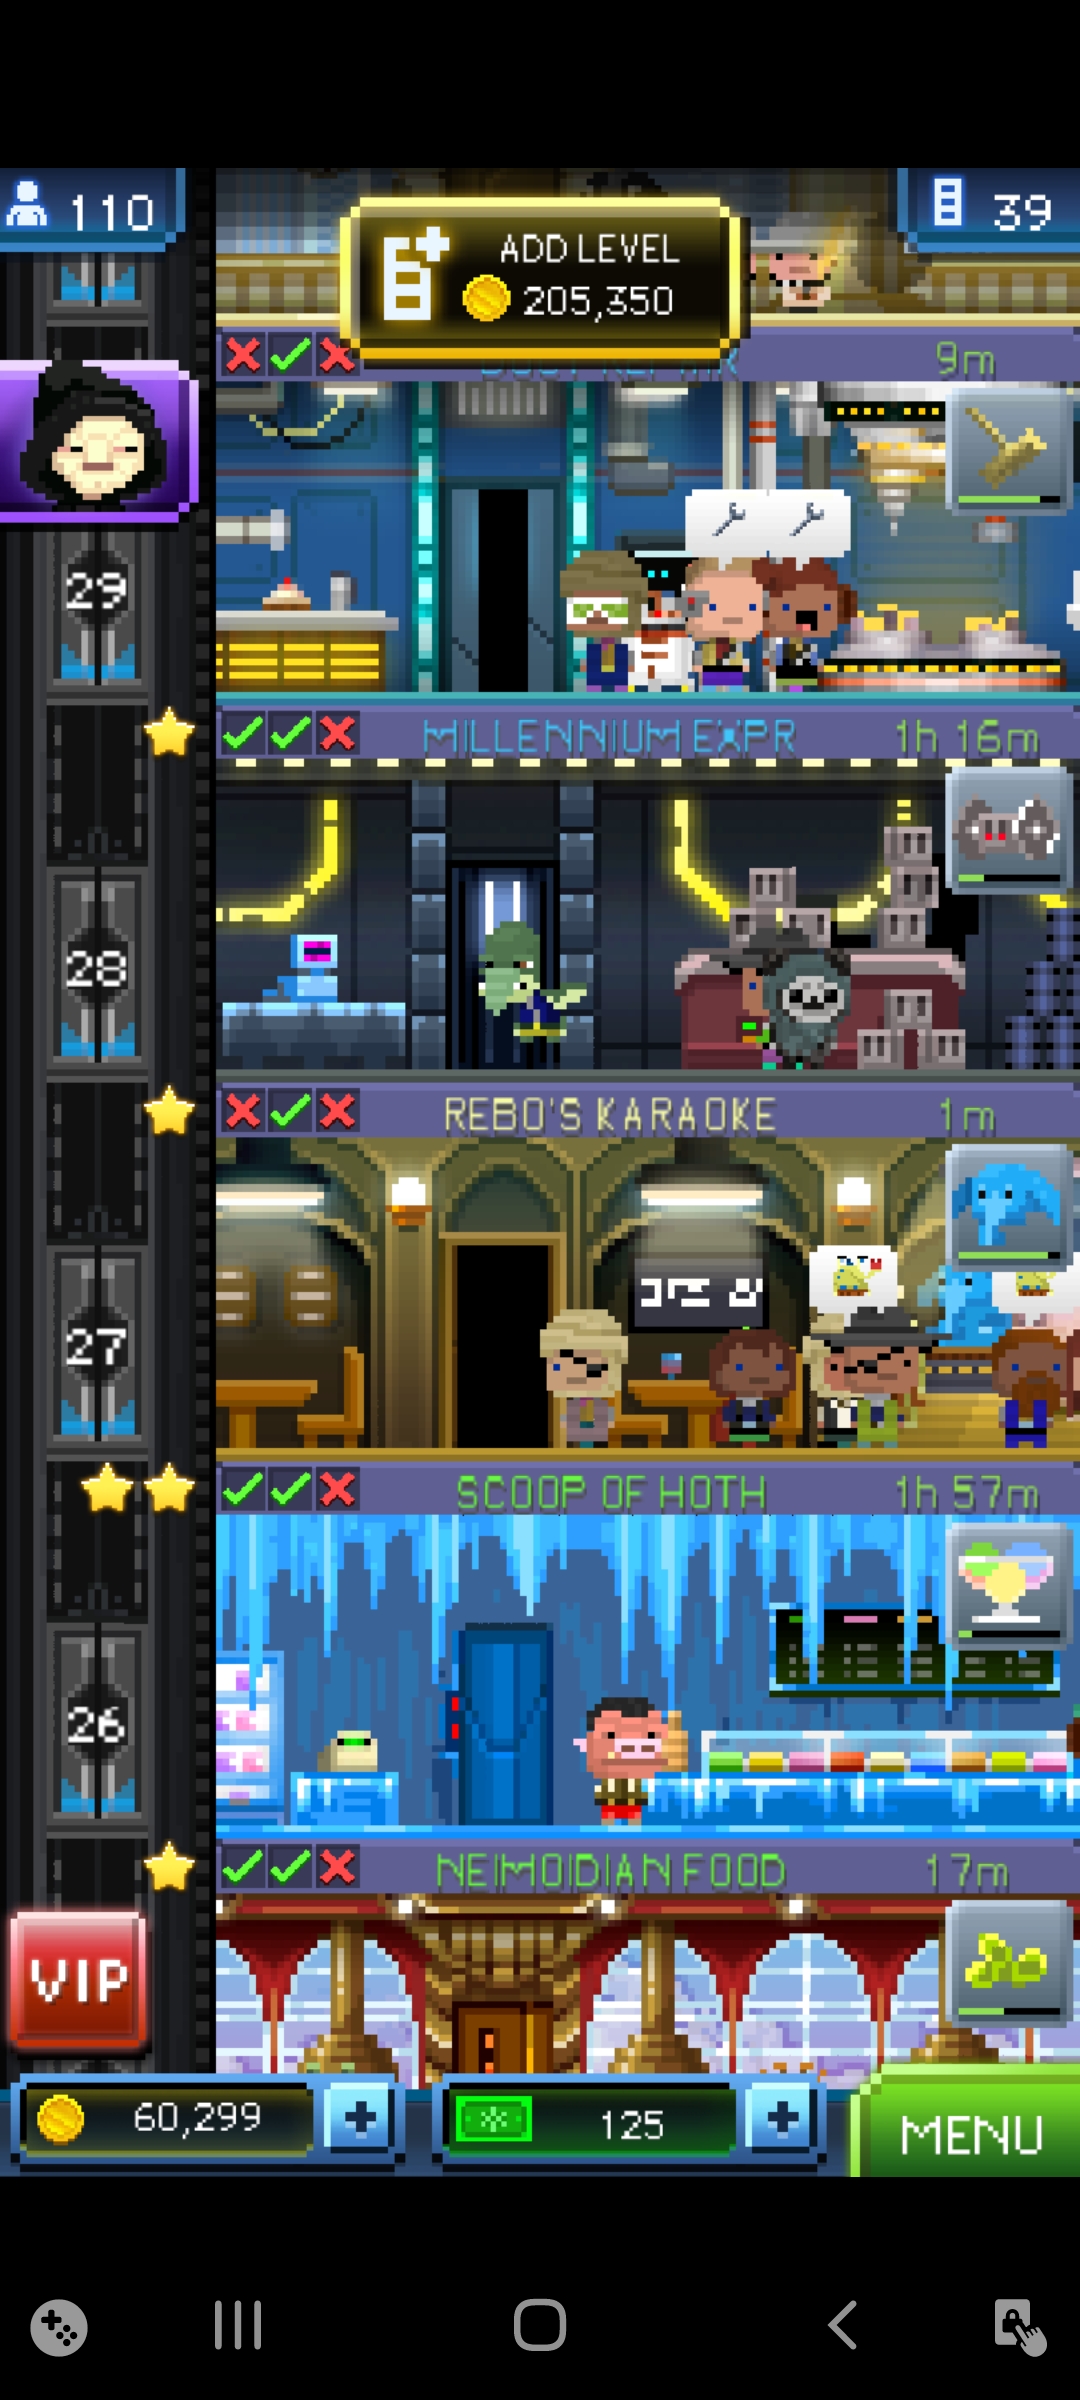 110
39
ADD LEVEL
205,350
9m
29
MILLENNIUM EXPR
1h 16m
28
REBO'S KARAOKE
1m
27
SCOOP OF HOTH
1h 57m
26
NEIMOIDIAN FOOD
17m
VIP
60,299
125
MENU